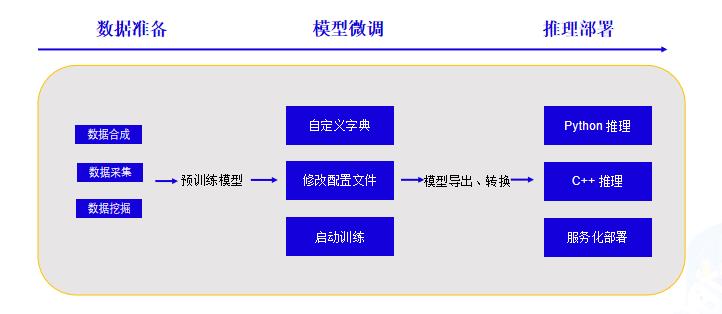 数据准备
模型微调
推理部署
数据合成
数据采集
数据挖掘
预训练模型
自定义字典
修改配置文件
启动训练
模型导出、转换
Python 推理
C++ 推理
服务化部署